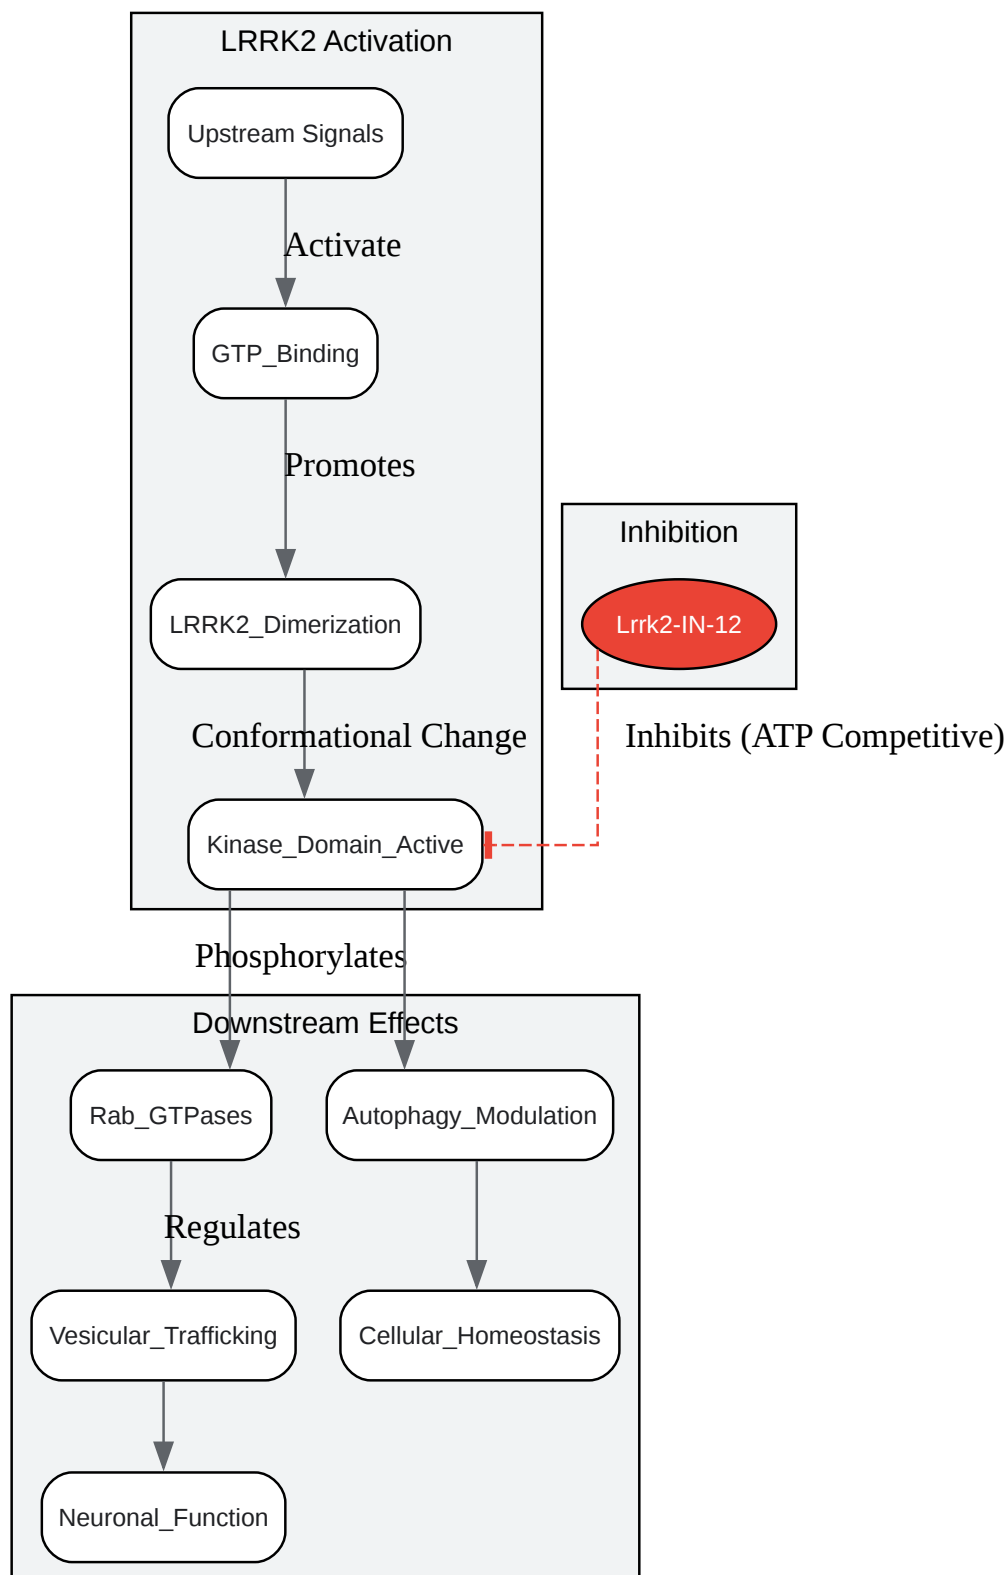 LRRK2 Activation
Upstream Signals
Activate
GTP_Binding
Promotes
Inhibition
LRRK2_Dimerization
Lrrk2-IN-12
Conformational Change
Inhibits (ATP Competitive)
Kinase_Domain_Active
Phosphorylates
Downstream Effects
Rab_GTPases
Autophagy_Modulation
Regulates
Vesicular_Trafficking
Cellular_Homeostasis
Neuronal_Function